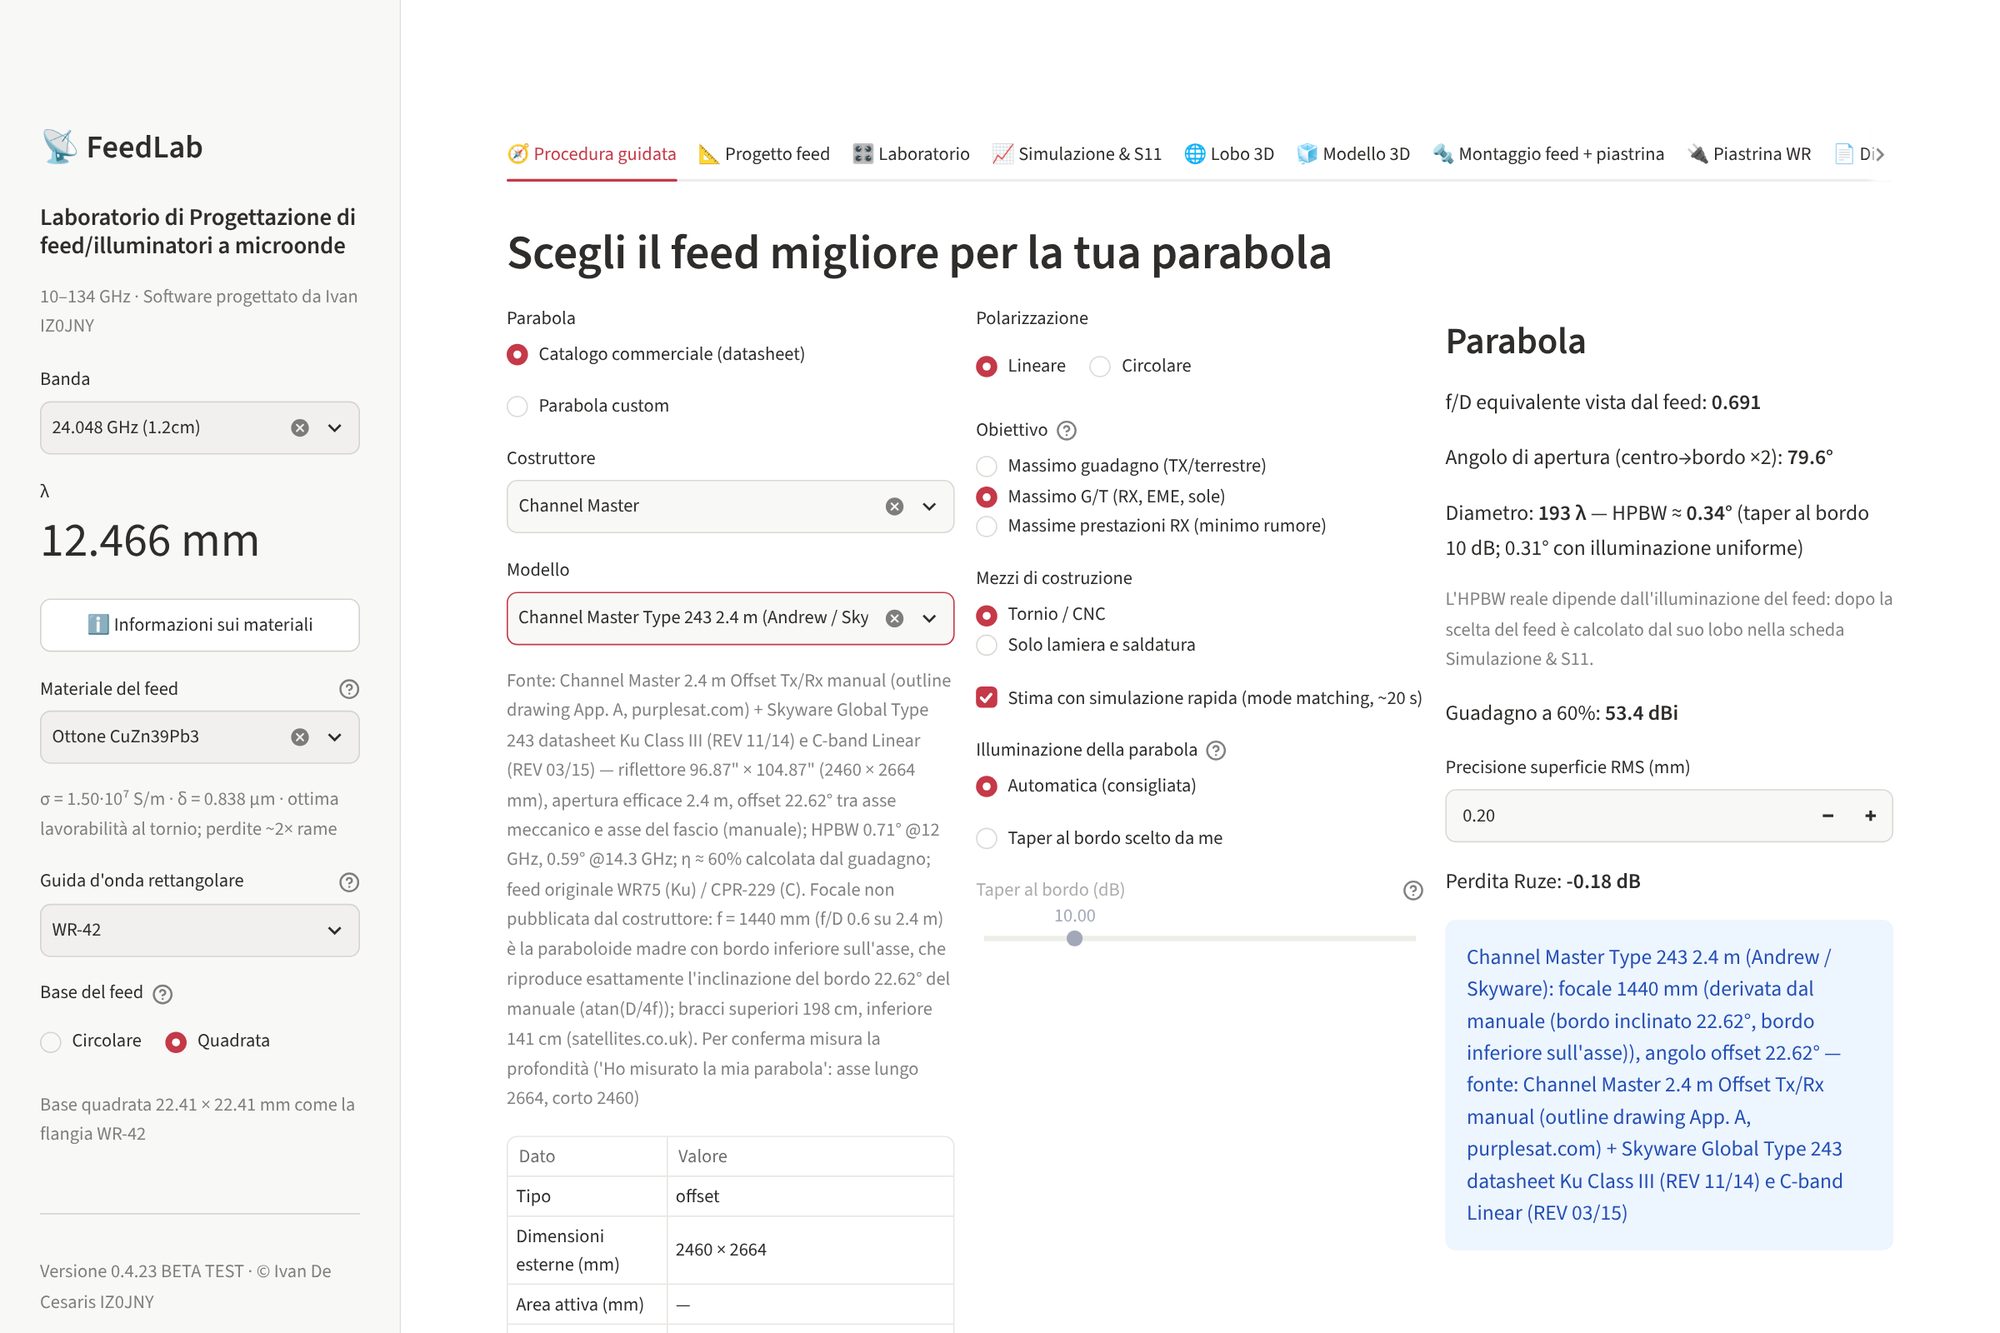 FeedLab
Laboratorio di Progettazione di
feed/illuminatori a microonde
10–134 GHz · Software progettato da Ivan
IZ0JNY
Banda
24.048 GHz (1.2cm)
λ
12.466 mm
Informazioni sui materiali
Materiale del feed
Ottone CuZn39Pb3
σ = 1.50·10⁷ S/m · δ = 0.838 µm · ottima
lavorabilità al tornio; perdite ~2× rame
Guida d'onda rettangolare
WR-42
Base del feed
Circolare Quadrata
Base quadrata 22.41 × 22.41 mm come la
flangia WR-42
Versione 0.4.23 BETA TEST · © Ivan De
Cesaris IZ0JNY
Procedura guidata Progetto feed Laboratorio Simulazione & S11 Lobo 3D Modello 3D Montaggio feed + piastrina Piastrina WR Di
Scegli il feed migliore per la tua parabola
Parabola
Catalogo commerciale (datasheet)
Parabola custom
Costruttore
Channel Master
Modello
Channel Master Type 243 2.4 m (Andrew / Sky
Fonte: Channel Master 2.4 m Offset Tx/Rx manual (outline
drawing App. A, purplesat.com) + Skyware Global Type
243 datasheet Ku Class III (REV 11/14) e C-band Linear
(REV 03/15) — riflettore 96.87" × 104.87" (2460 × 2664
mm), apertura efficace 2.4 m, offset 22.62° tra asse
meccanico e asse del fascio (manuale); HPBW 0.71° @12
GHz, 0.59° @14.3 GHz; η ≈ 60% calcolata dal guadagno;
feed originale WR75 (Ku) / CPR-229 (C). Focale non
pubblicata dal costruttore: f = 1440 mm (f/D 0.6 su 2.4 m)
è la paraboloide madre con bordo inferiore sull'asse, che
riproduce esattamente l'inclinazione del bordo 22.62° del
manuale (atan(D/4f)); bracci superiori 198 cm, inferiore
141 cm (satellites.co.uk). Per conferma misura la
profondità ('Ho misurato la mia parabola': asse lungo
2664, corto 2460)
Dato Valore
Tipo offset
Dimensioni
esterne (mm) 2460 × 2664
Area attiva (mm) —
Polarizzazione
Lineare Circolare
Obiettivo
Massimo guadagno (TX/terrestre)
Massimo G/T (RX, EME, sole)
Massime prestazioni RX (minimo rumore)
Mezzi di costruzione
Tornio / CNC
Solo lamiera e saldatura
Stima con simulazione rapida (mode matching, ~20 s)
Illuminazione della parabola
Automatica (consigliata)
Taper al bordo scelto da me
Taper al bordo (dB)
10.00
Parabola
f/D equivalente vista dal feed: 0.691
Angolo di apertura (centro→bordo ×2): 79.6°
Diametro: 193 λ — HPBW ≈ 0.34° (taper al bordo
10 dB; 0.31° con illuminazione uniforme)
L'HPBW reale dipende dall'illuminazione del feed: dopo la
scelta del feed è calcolato dal suo lobo nella scheda
Simulazione & S11.
Guadagno a 60%: 53.4 dBi
Precisione superficie RMS (mm)
0.20
Perdita Ruze: -0.18 dB
Channel Master Type 243 2.4 m (Andrew /
Skyware): focale 1440 mm (derivata dal
manuale (bordo inclinato 22.62°, bordo
inferiore sull'asse)), angolo offset 22.62° —
fonte: Channel Master 2.4 m Offset Tx/Rx
manual (outline drawing App. A,
purplesat.com) + Skyware Global Type 243
datasheet Ku Class III (REV 11/14) e C-band
Linear (REV 03/15)